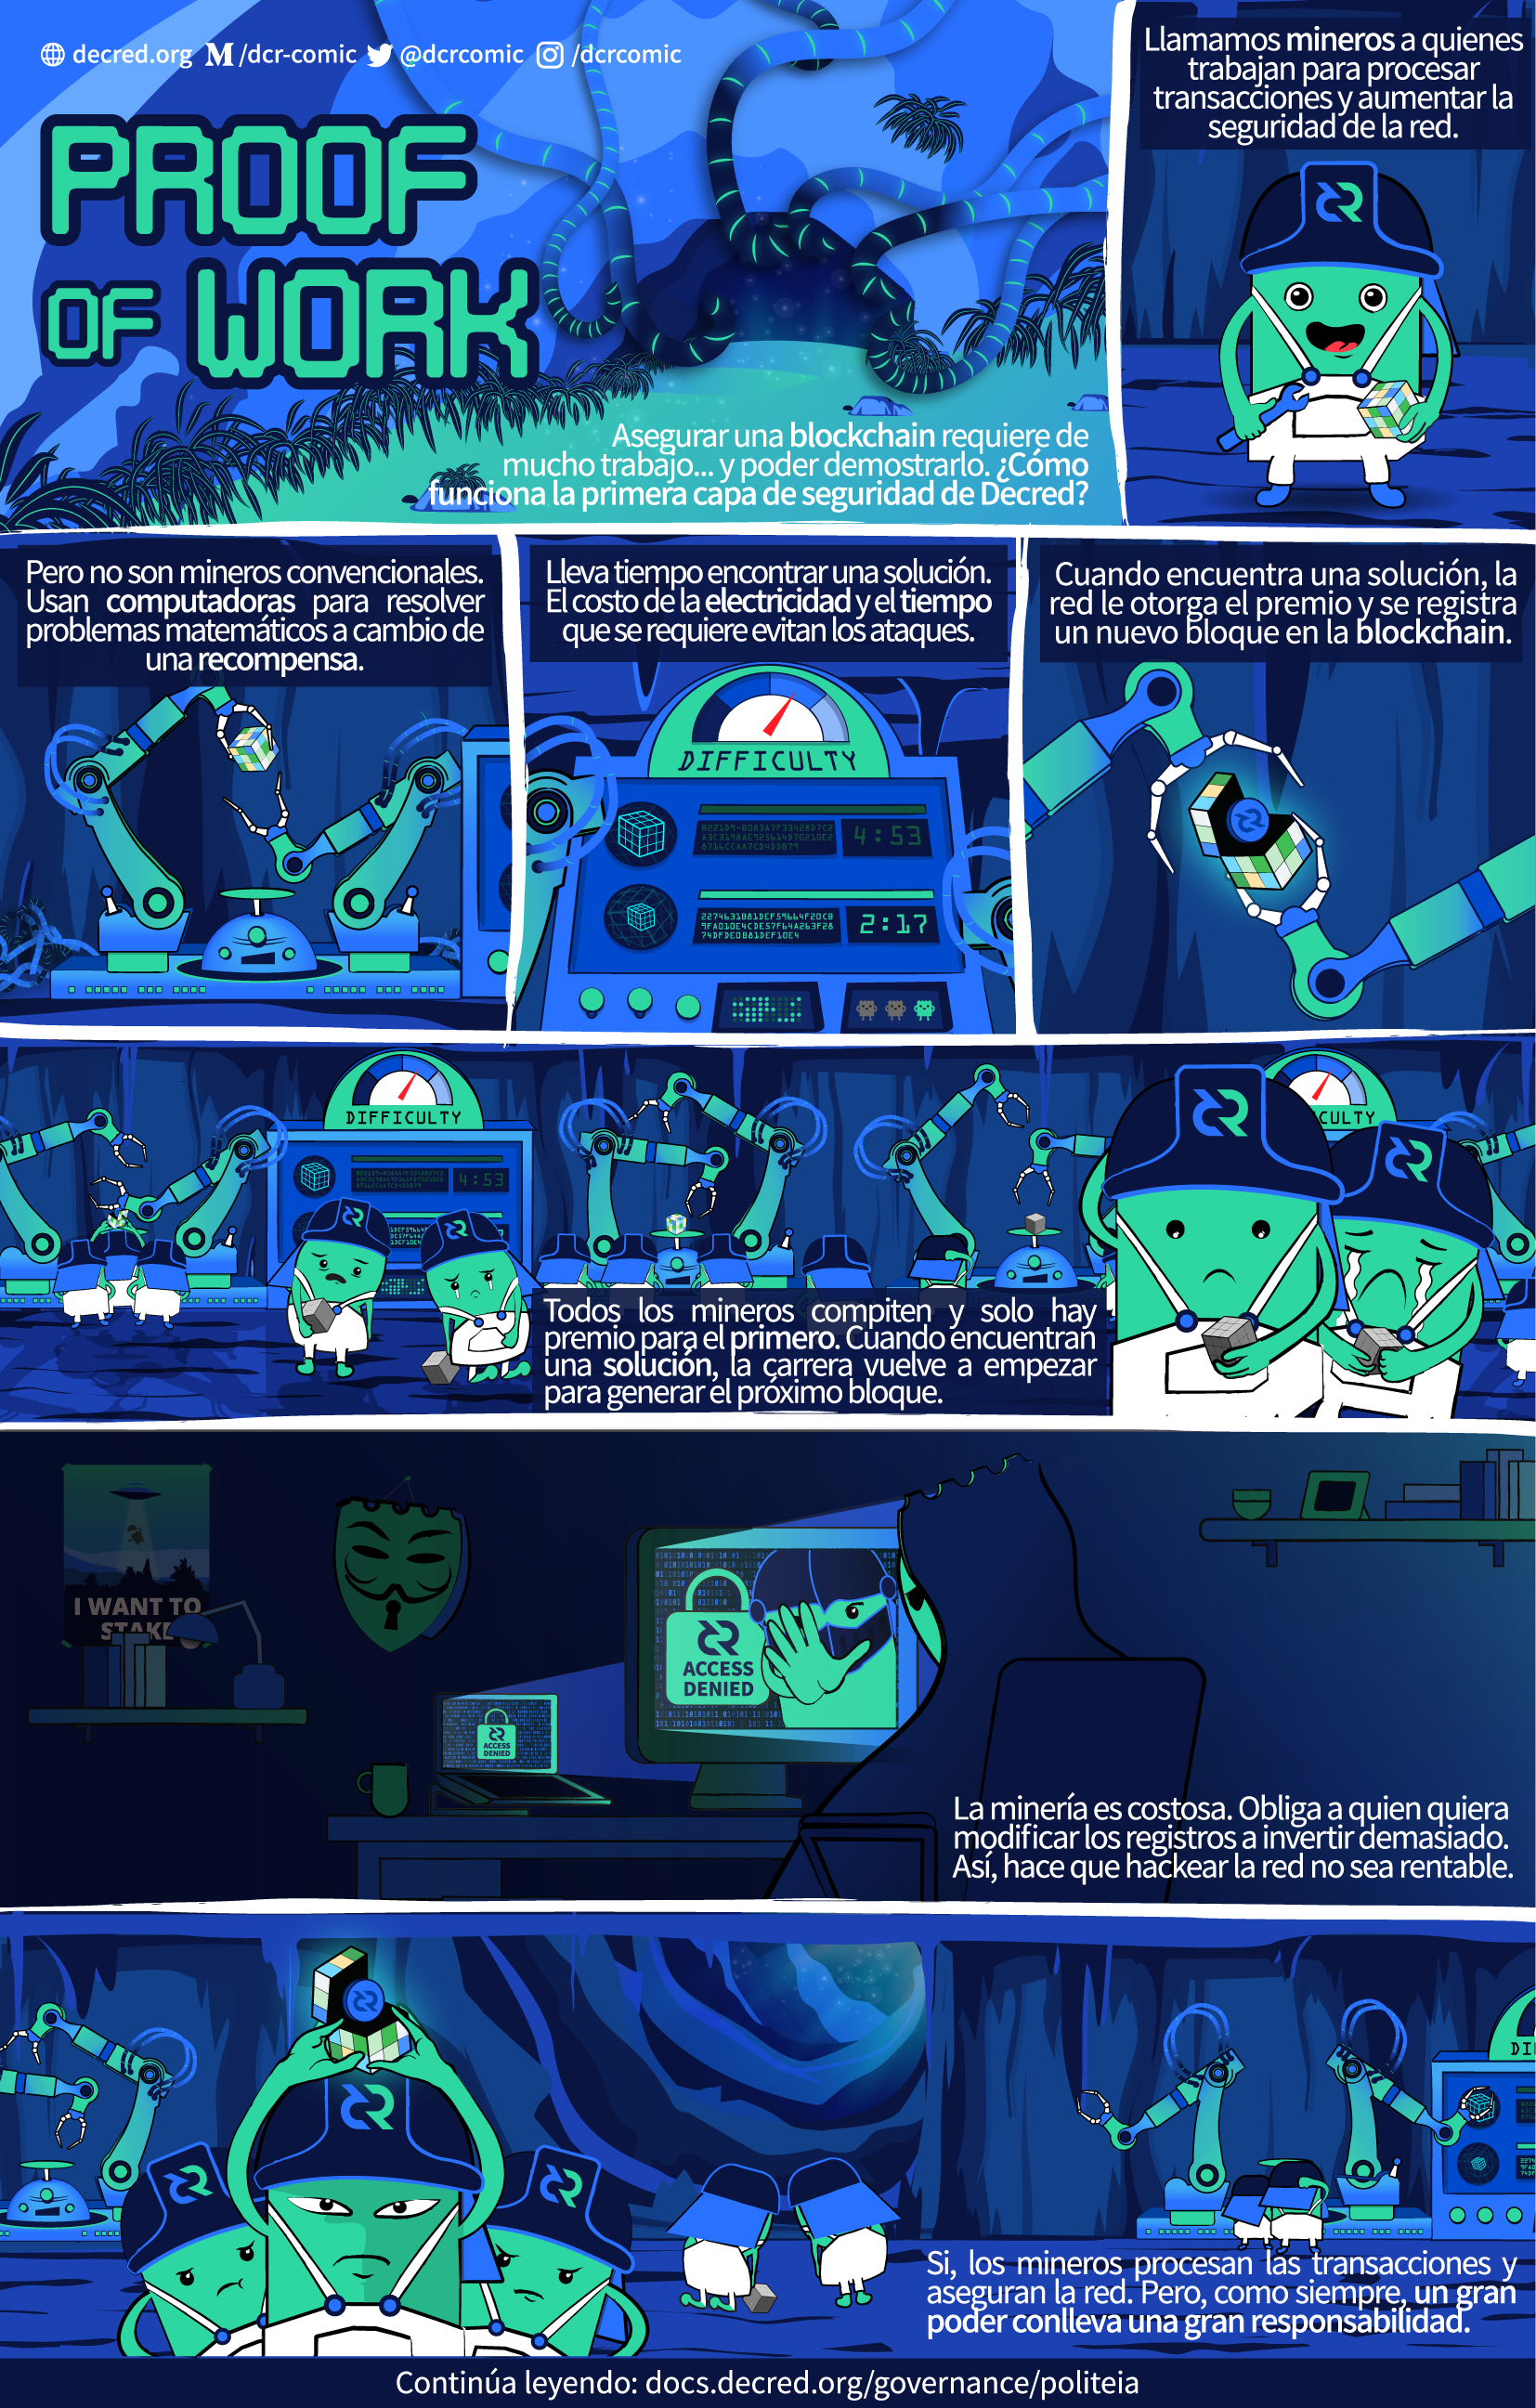 decred.org /dcr-comic @dcrcomic /dcrcomic
PROOF
OF WORK
Asegurar una blockchain requiere de
mucho trabajo... y poder demostrarlo. ¿Cómo
funciona la primera capa de seguridad de Decred?
Llamamos mineros a quienes
trabajan para procesar
transacciones y aumentar la
seguridad de la red.
Pero no son mineros convencionales.
Usan computadoras para resolver
problemas matemáticos a cambio de
una recompensa.
Lleva tiempo encontrar una solución.
El costo de la electricidad y el tiempo
que se requiere evitan los ataques.
DIFFICULTY
4:53
2274631B81DEF59664F20CB
9FA010E4CDE57F64A263F28
74DFDE0B81DEF10E4
2:17
Cuando encuentra una solución, la
red le otorga el premio y se registra
un nuevo bloque en la blockchain.
DIFFICULTY
4:53
CULTY
Todos los mineros compiten y solo hay
premio para el primero. Cuando encuentran
una solución, la carrera vuelve a empezar
para generar el próximo bloque.
I WANT TO
STAKE
ACCESS
DENIED
ACCESS
DENIED
La minería es costosa. Obliga a quien quiera
modificar los registros a invertir demasiado.
Así, hace que hackear la red no sea rentable.
DI
Si, los mineros procesan las transacciones y
aseguran la red. Pero, como siempre, un gran
poder conlleva una gran responsabilidad.
Continúa leyendo: docs.decred.org/governance/politeia